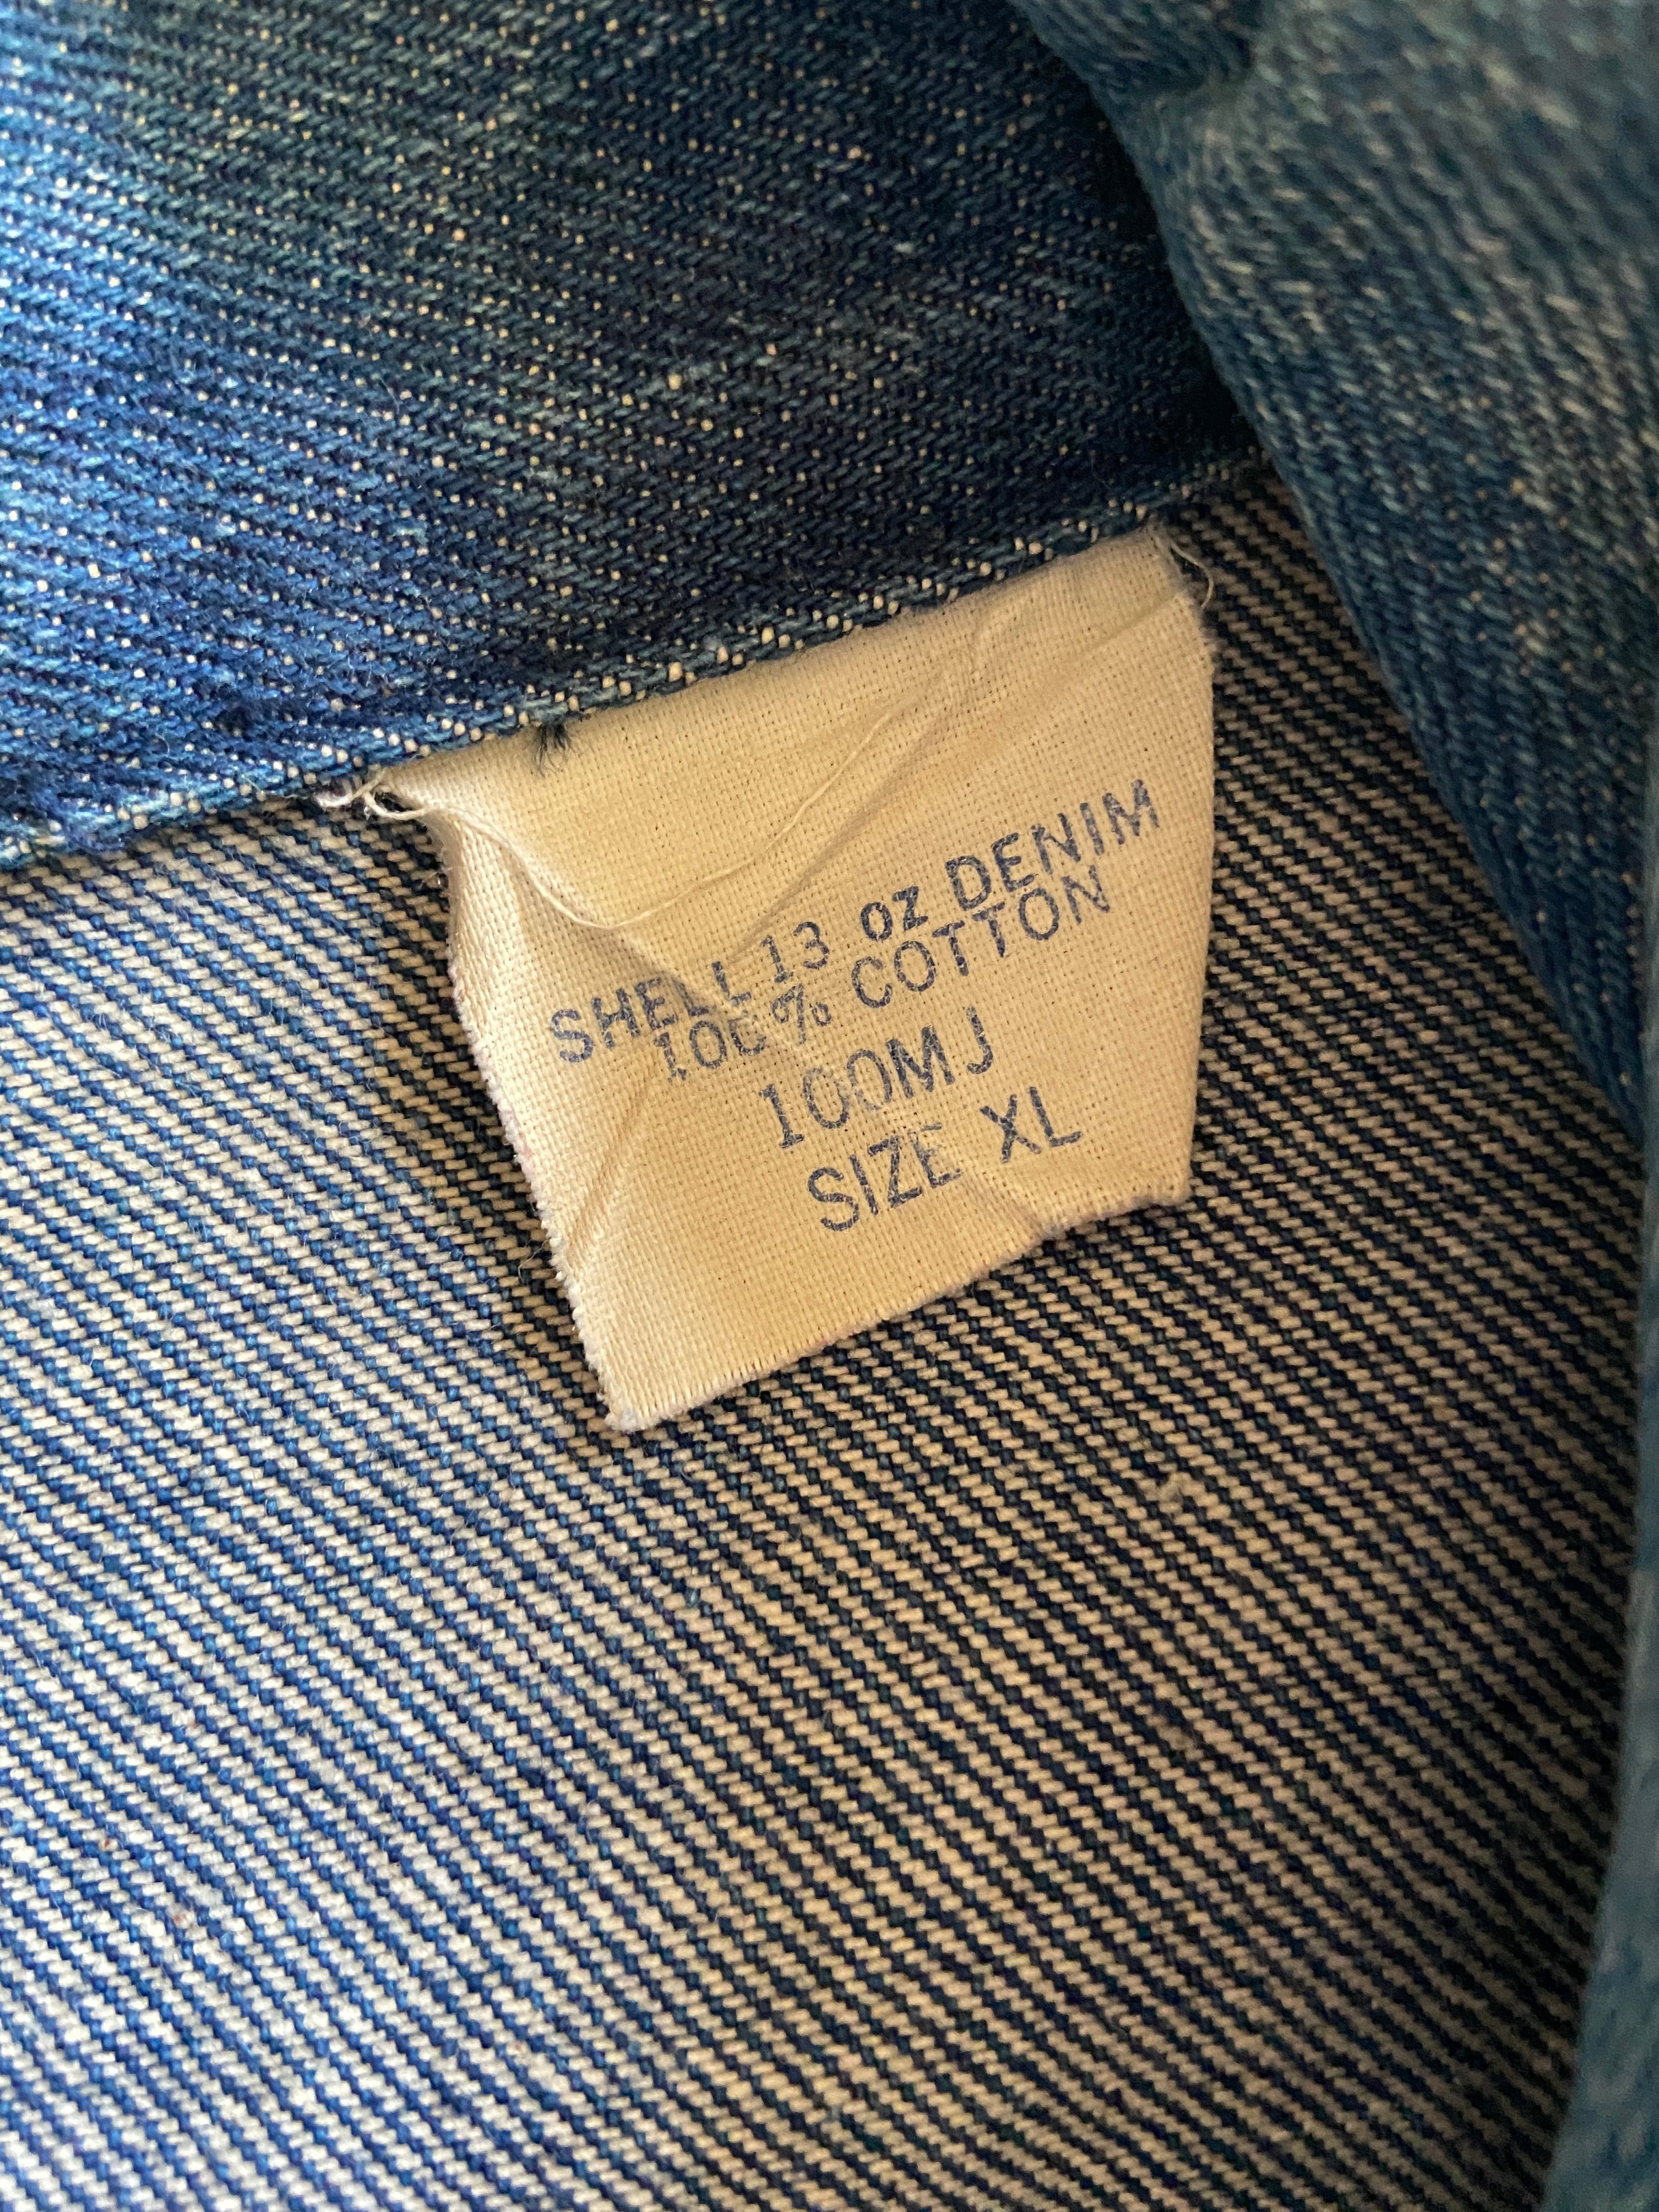 SHELL 13 oz DENIM
100% COTTON
100MJ
SIZE XL